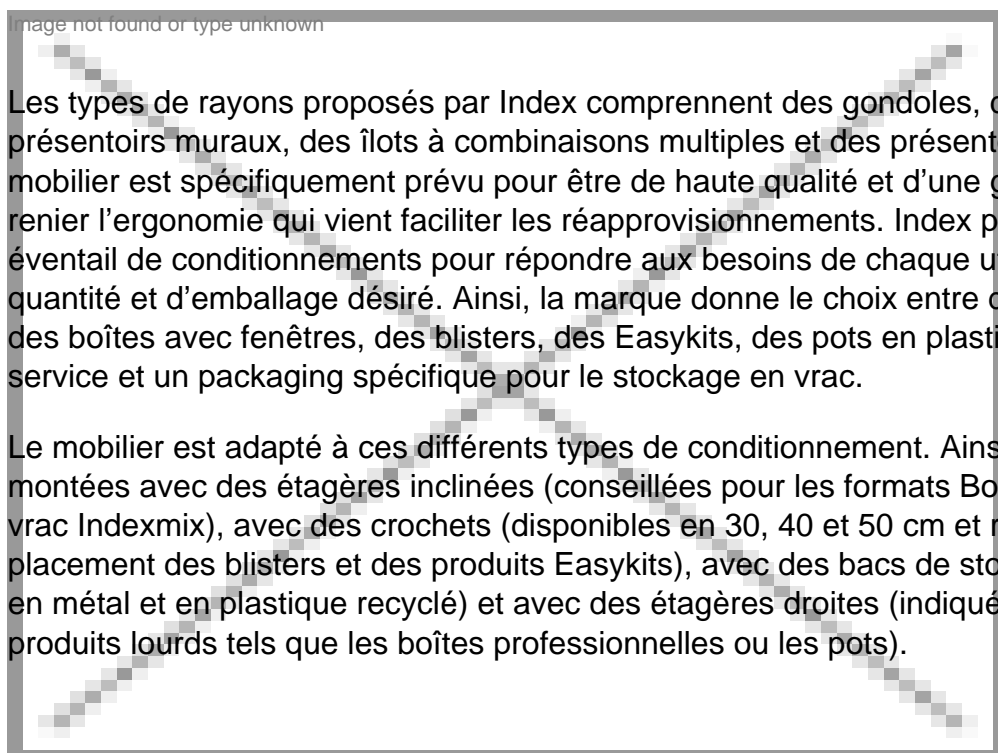 Image not found or type unknown
Les types de rayons proposés par Index comprennent des gondoles,
présentoirs muraux, des îlots à combinaisons multiples et des
mobilier est spécifiquement prévu pour être de haute qualité et d’une
renier l’ergonomie qui vient faciliter les réapprovisionnements. Index
éventail de conditionnements pour répondre aux besoins de chaque
quantité et d’emballage désiré. Ainsi, la marque donne le choix entre
des boîtes avec fenêtres, des blisters, des Easykits, des pots en
service et un packaging spécifique pour le stockage en vrac.
Le mobilier est adapté à ces différents types de conditionnement.
montées avec des étagères inclinées (conseillées pour les formats
vrac Indexmix), avec des crochets (disponibles en 30, 40 et 50 cm et
placement des blisters et des produits Easykits), avec des bacs de
en métal et en plastique recyclé) et avec des étagères droites
produits lourds tels que les boîtes professionnelles ou les pots).